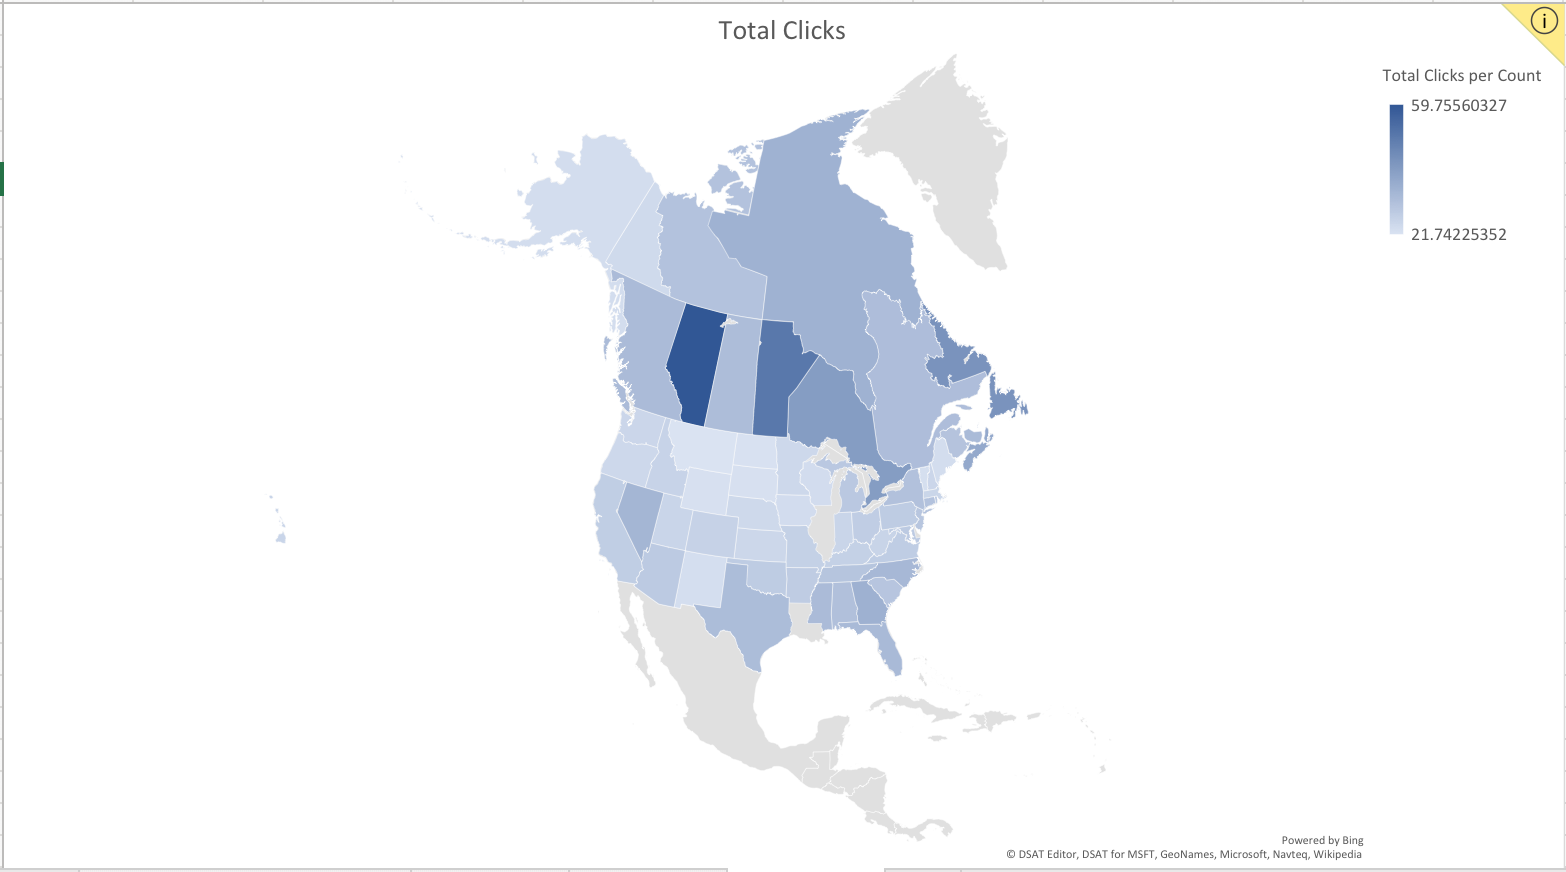 Total Clicks
i
Total Clicks per Count
59.75560327
21.74225352
Powered by Bing
© DSAT Editor, DSAT for MSFT, GeoNames, Microsoft, Navteq, Wikipedia